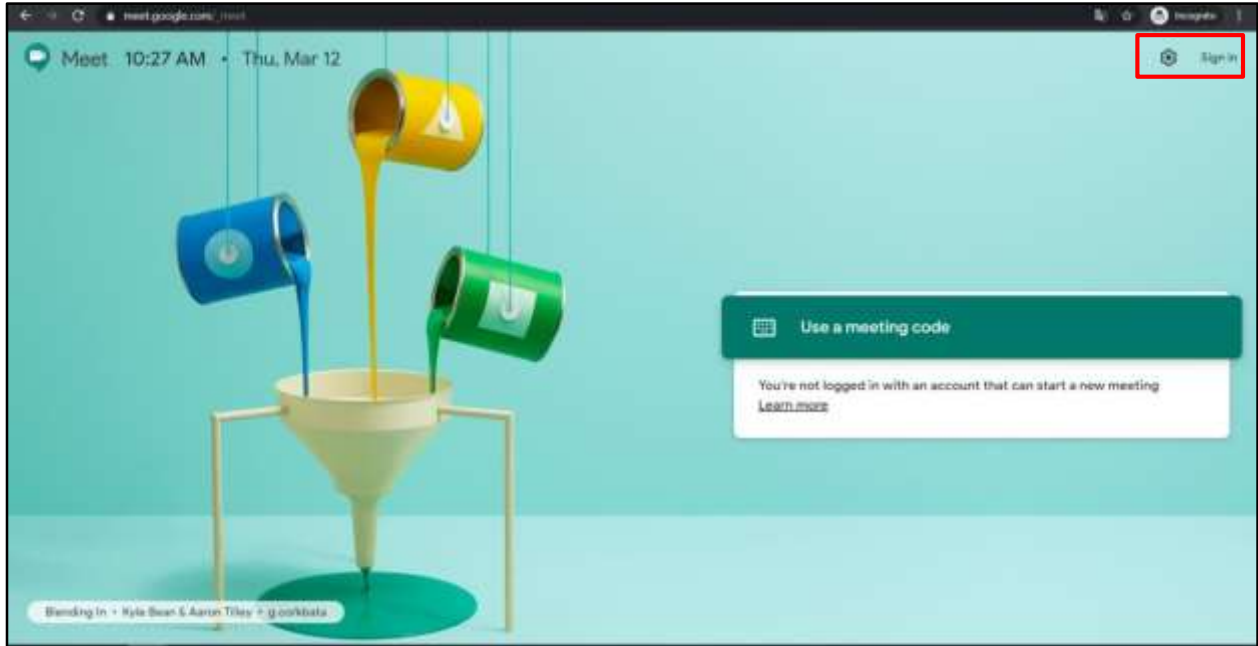 meet.google.com/_meet
Incognito
Meet 10:27 AM • Thu, Mar 12
Sign in
Use a meeting code
You're not logged in with an account that can start a new meeting
Learn more
Blending In • Kyle Bean & Aaron Tilley •